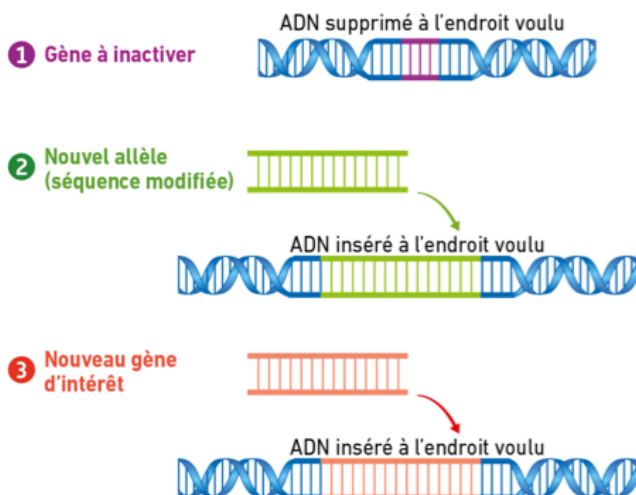 ADN supprimé à l'endroit voulu
1 Gène à inactiver
2 Nouvel allèle
(séquence modifiée)
ADN inséré à l'endroit voulu
3 Nouveau gène
d'intérêt
ADN inséré à l'endroit voulu